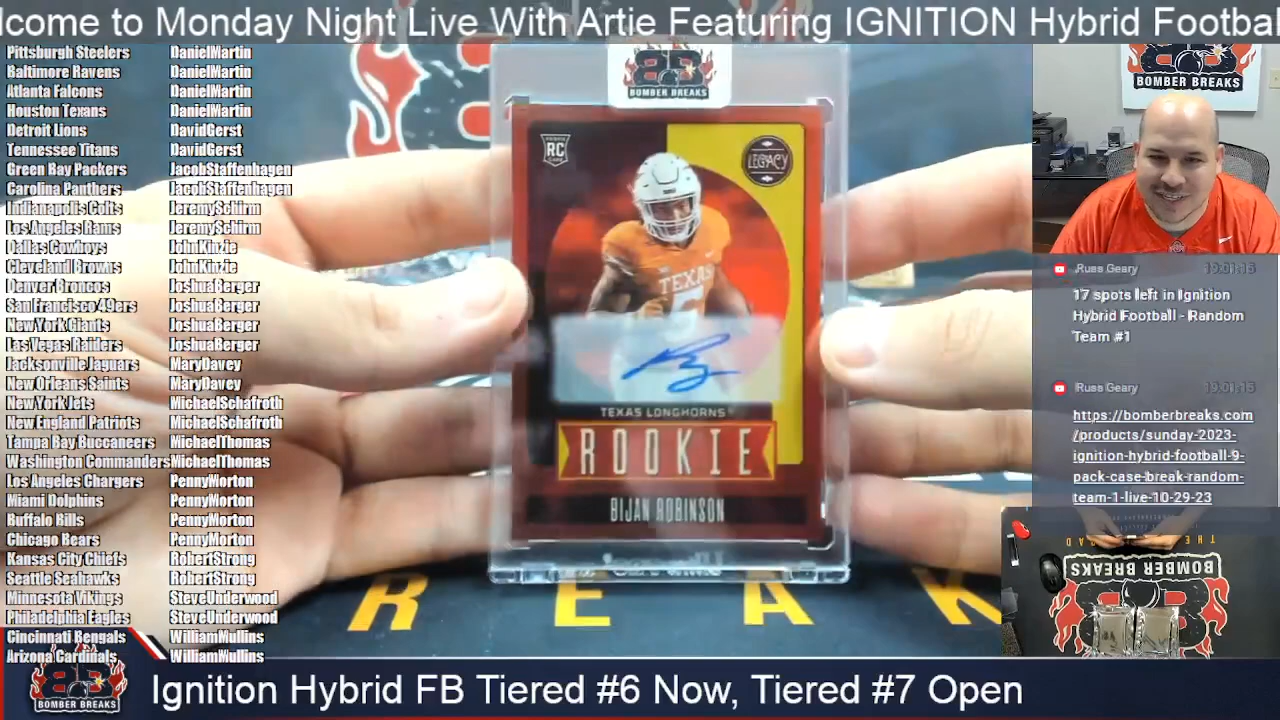 lcome to Monday Night Live With Artie Featuring IGNITION Hybrid Footbal
Pittsburgh Steelers DanielMartin
Baltimore Ravens DanielMartin
Atlanta Falcons DanielMartin
Houston Texans DanielMartin
Detroit Lions DavidGerst
Tennessee Titans DavidGerst
Green Bay Packers JacobStaffenhagen
Carolina Panthers JacobStaffenhagen
Indianapolis Colts JeremySchirm
Los Angeles Rams JeremySchirm
Dallas Cowboys JohnKinzie
Cleveland Browns JohnKinzie
Denver Broncos JoshuaBerger
San Francisco 49ers JoshuaBerger
New York Giants JoshuaBerger
Las Vegas Raiders JoshuaBerger
Jacksonville Jaguars MaryDavey
New Orleans Saints MaryDavey
New York Jets MichaelSchafroth
New England Patriots MichaelSchafroth
Tampa Bay Buccaneers MichaelThomas
Washington Commanders MichaelThomas
Los Angeles Chargers PennyMorton
Miami Dolphins PennyMorton
Buffalo Bills PennyMorton
Chicago Bears PennyMorton
Kansas City Chiefs RobertStrong
Seattle Seahawks RobertStrong
Minnesota Vikings SteveUnderwood
Philadelphia Eagles SteveUnderwood
Cincinnati Bengals WilliamMullins
Arizona Cardinals WilliamMullins
BOMBER BREAKS
RC
LEGACY
TEXAS
5
TEXAS LONGHORNS
ROOKIE
BIJAN ROBINSON
B R E A K
BOMBER BREAKS
Russ Geary 19:01:15
17 spots left in Ignition
Hybrid Football - Random
Team #1
Russ Geary 19:01:15
https://bomberbreaks.com
/products/sunday-2023-
ignition-hybrid-football-9-
pack-case-break-random-
team-1-live-10-29-23
BOMBER BREAKS
BOMBER BREAKS
Ignition Hybrid FB Tiered #6 Now, Tiered #7 Open